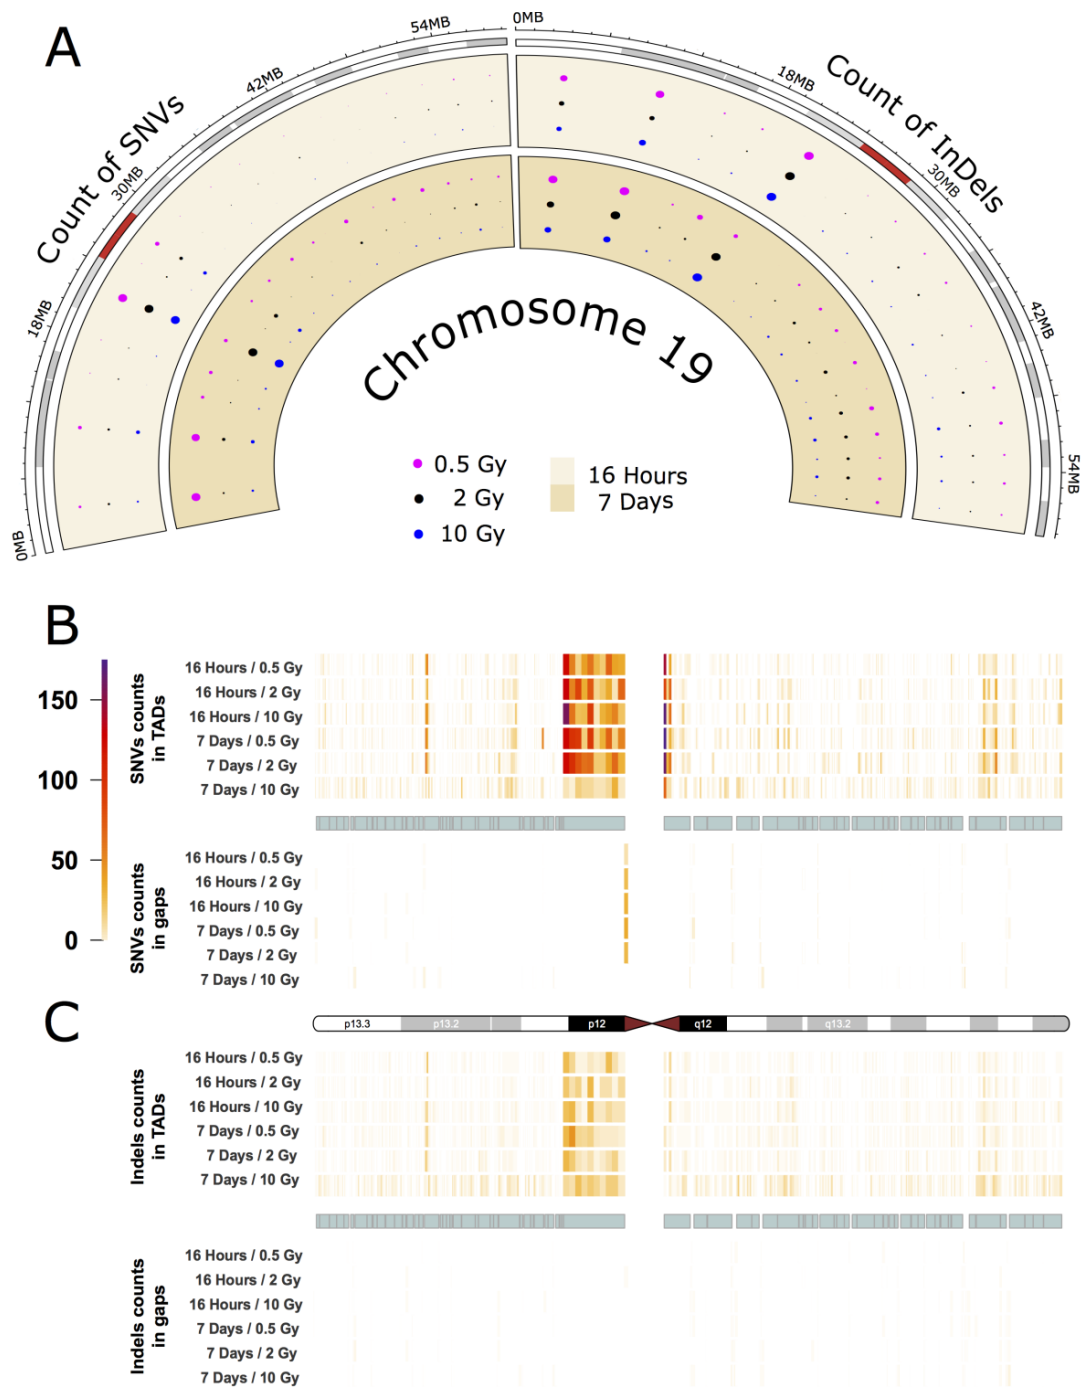 A
Count of SNVs
0MB
18MB
30MB
42MB
54MB
0MB
18MB
30MB
42MB
54MB
Count of InDels
Chromosome 19
0.5 Gy
2 Gy
10 Gy
16 Hours
7 Days
B
150
100
50
0
SNVs counts
in TADs
16 Hours / 0.5 Gy
16 Hours / 2 Gy
16 Hours / 10 Gy
7 Days / 0.5 Gy
7 Days / 2 Gy
7 Days / 10 Gy
SNVs counts
in gaps
16 Hours / 0.5 Gy
16 Hours / 2 Gy
16 Hours / 10 Gy
7 Days / 0.5 Gy
7 Days / 2 Gy
7 Days / 10 Gy
C
p13.3 p13.2 p12 q12 q13.2
Indels counts
in TADs
16 Hours / 0.5 Gy
16 Hours / 2 Gy
16 Hours / 10 Gy
7 Days / 0.5 Gy
7 Days / 2 Gy
7 Days / 10 Gy
Indels counts
in gaps
16 Hours / 0.5 Gy
16 Hours / 2 Gy
16 Hours / 10 Gy
7 Days / 0.5 Gy
7 Days / 2 Gy
7 Days / 10 Gy